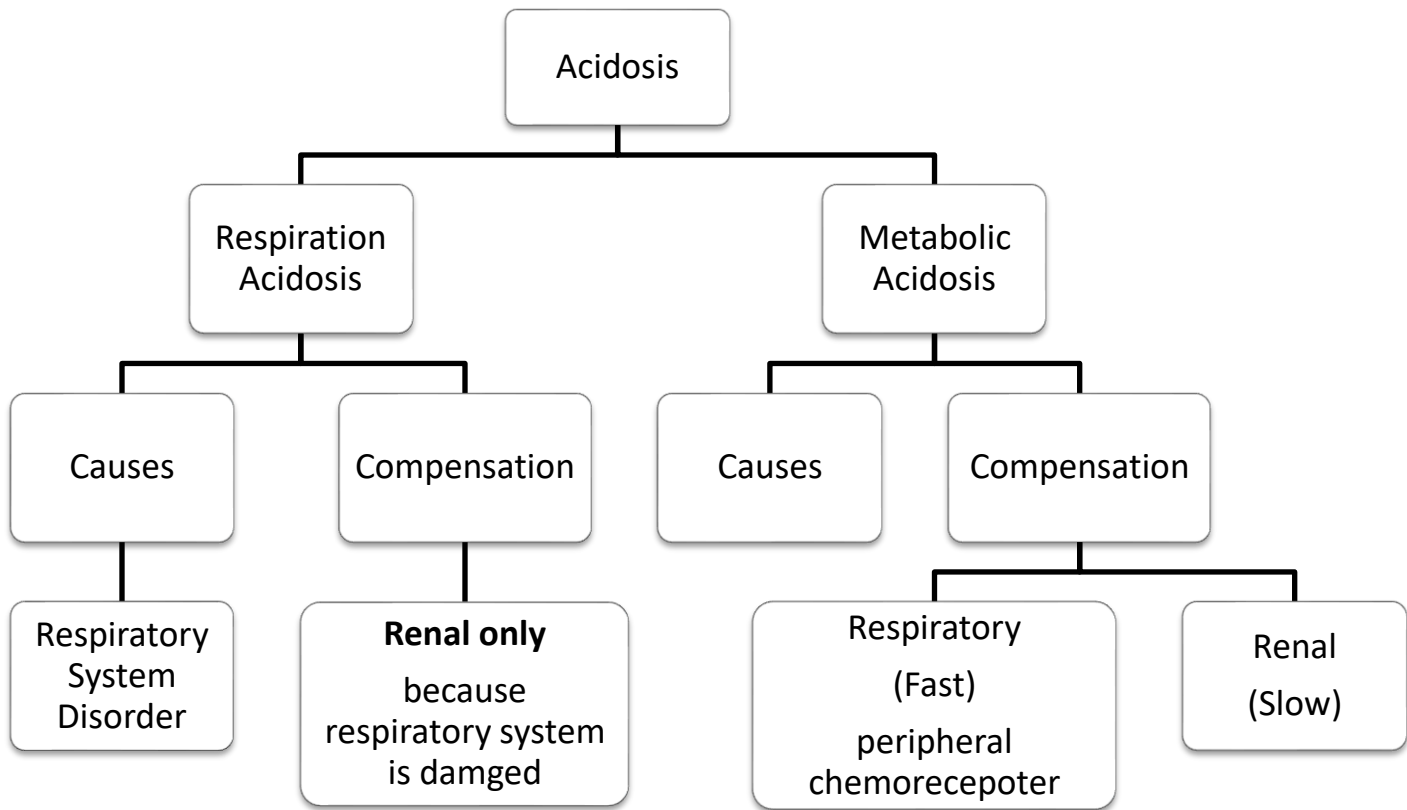 Acidosis
Respiration
Acidosis
Metabolic
Acidosis
Causes
Compensation
Causes
Compensation
Respiratory
System
Disorder
Renal only
because
respiratory system
is damged
Respiratory
(Fast)
peripheral
chemorecepoter
Renal
(Slow)